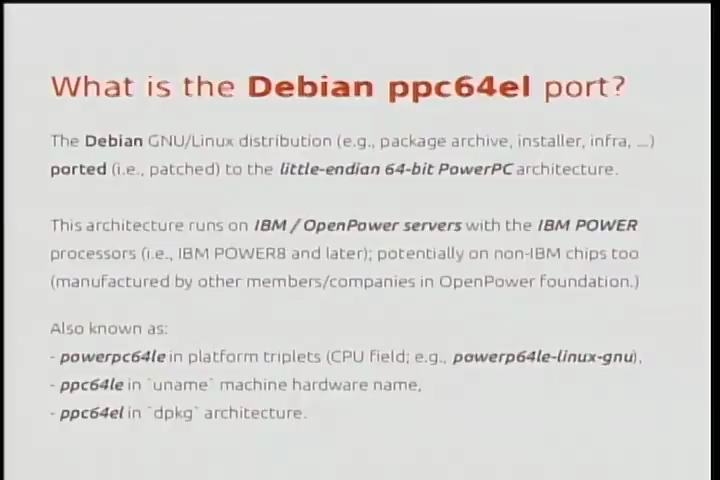 What is the Debian ppc64el port?
The Debian GNU/Linux distribution (e.g., package archive, installer, infra, ...)
ported (i.e., patched) to the little-endian 64-bit PowerPC architecture.
This architecture runs on IBM / OpenPower servers with the IBM POWER
processors (i.e., IBM POWER8 and later); potentially on non-IBM chips too
(manufactured by other members/companies in OpenPower foundation.)
Also known as:
- powerpc64le in platform triplets (CPU field; e.g., powerp64le-linux-gnu),
- ppc64le in `uname` machine hardware name,
- ppc64el in `dpkg` architecture.